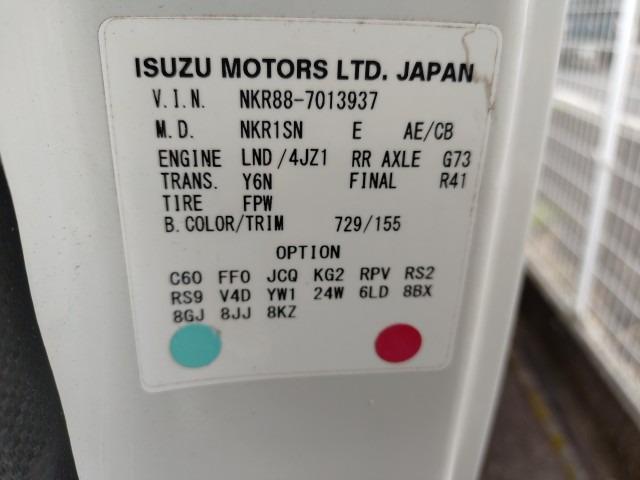 ISUZU MOTORS LTD. JAPAN
V.I.N. NKR88-7013937
M.D. NKR1SN E AE/CB
ENGINE LND/4JZ1 RR AXLE G73
TRANS. Y6N FINAL R41
TIRE FPW
B.COLOR/TRIM 729/155
OPTION
C60 FF0 JCQ KG2 RPV RS2
RS9 V4D YW1 24W 6LD 8BX
8GJ 8JJ 8KZ